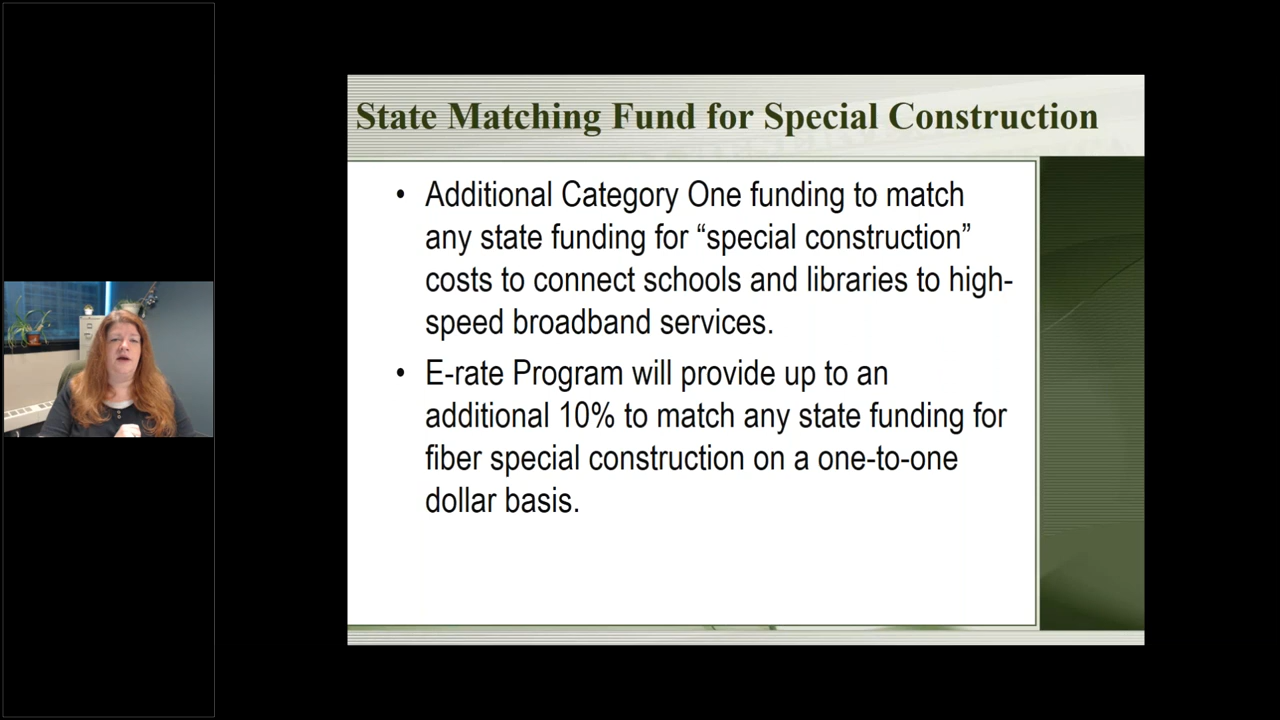 State Matching Fund for Special Construction
• Additional Category One funding to match
any state funding for “special construction”
costs to connect schools and libraries to high-
speed broadband services.
• E-rate Program will provide up to an
additional 10% to match any state funding for
fiber special construction on a one-to-one
dollar basis.